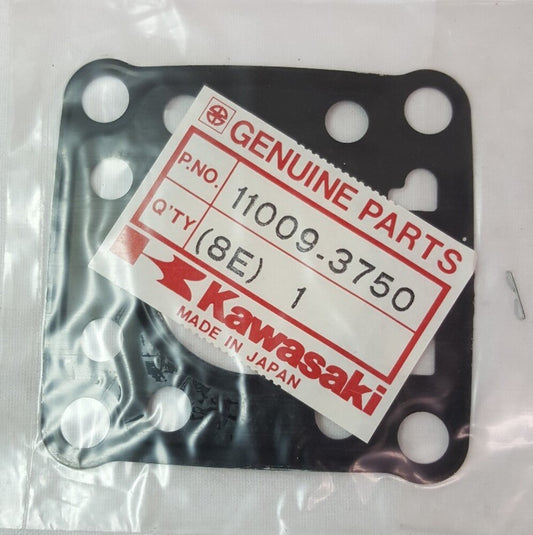 GENUINE PARTS
P.NO. 11009-3750
Q'TY (8E) 1
Kawasaki
MADE IN JAPAN